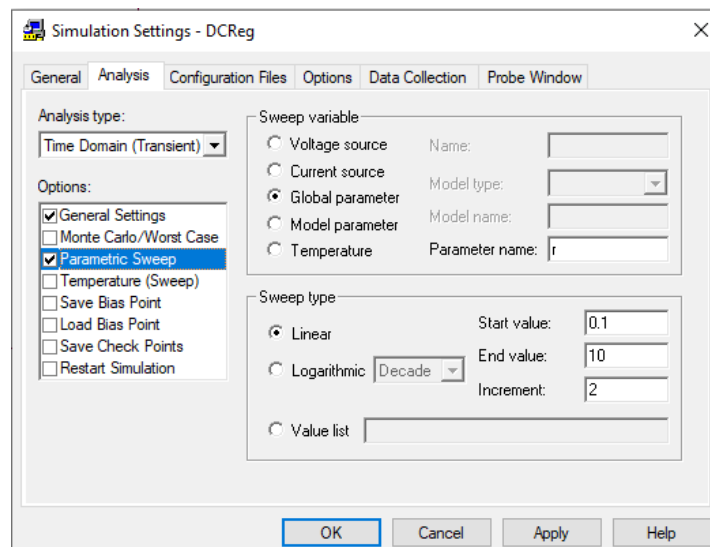 Simulation Settings - DCReg
General Analysis Configuration Files Options Data Collection Probe Window
Analysis type:
Time Domain (Transient)
Options:
General Settings
Monte Carlo/Worst Case
Parametric Sweep
Temperature (Sweep)
Save Bias Point
Load Bias Point
Save Check Points
Restart Simulation
Sweep variable
Voltage source
Current source
Global parameter
Model parameter
Temperature
Name:
Model type:
Model name:
Parameter name: r
Sweep type
Linear
Logarithmic Decade
Value list
Start value: 0.1
End value: 10
Increment: 2
OK Cancel Apply Help